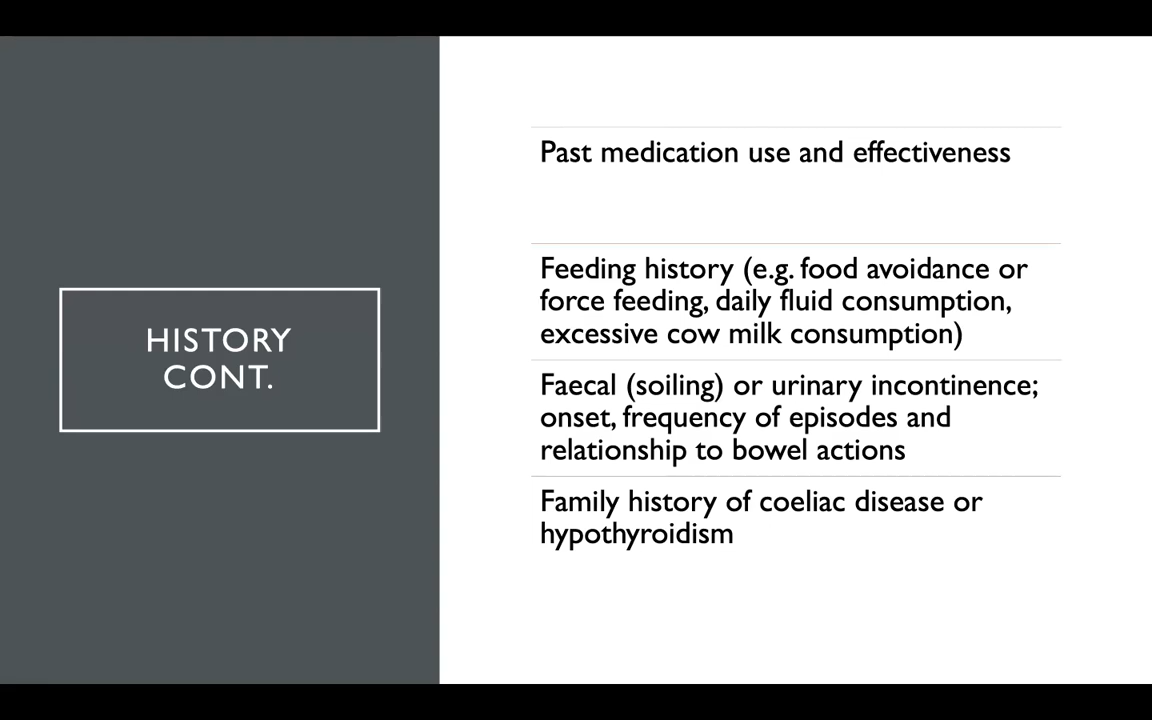 HISTORY
CONT.
Past medication use and effectiveness
Feeding history (e.g. food avoidance or
force feeding, daily fluid consumption,
excessive cow milk consumption)
Faecal (soiling) or urinary incontinence;
onset, frequency of episodes and
relationship to bowel actions
Family history of coeliac disease or
hypothyroidism